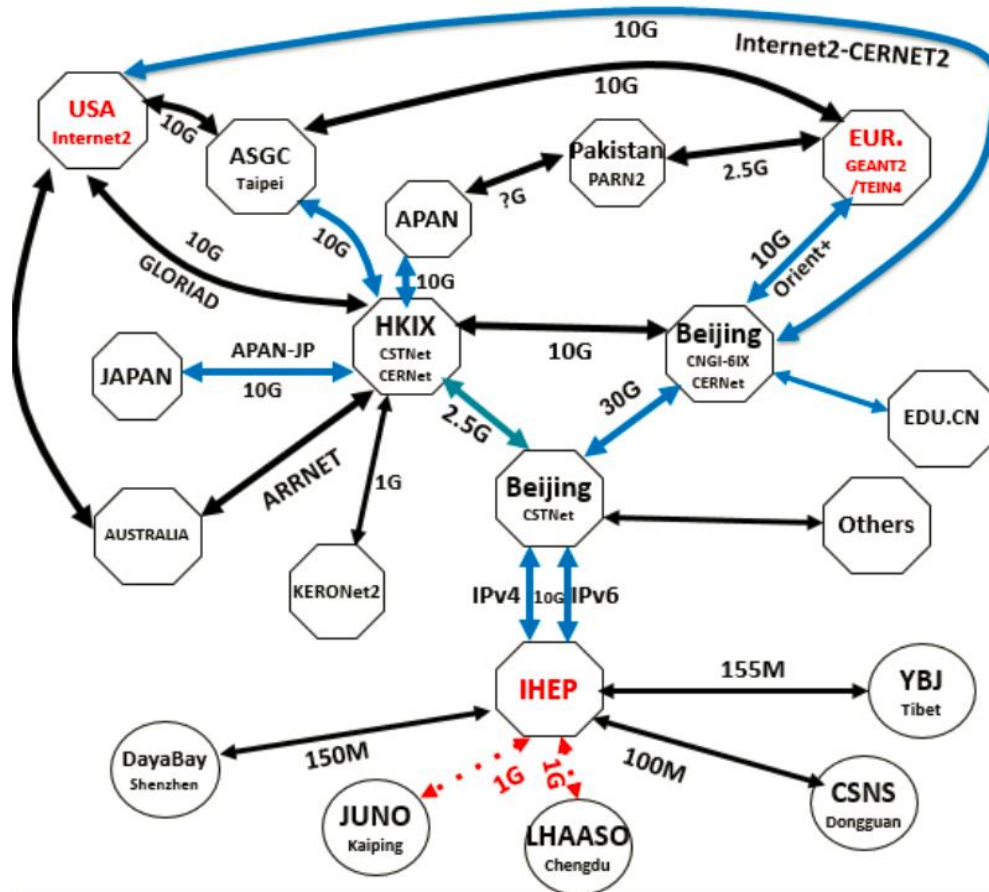 10G
Internet2-CERNET2
10G
USA
Internet2
10G
ASGC
Taipei
Pakistan
PARN2
2.5G
EUR.
GEANT2
/TEIN4
?G
APAN
10G
10G
GLORIAD
10G
10G
Orient+
HKIX
CSTNet
CERNet
10G
Beijing
CNGI-6IX
CERNet
JAPAN
APAN-JP
10G
2.5G
30G
EDU.CN
ARRNET
1G
Beijing
CSTNet
Others
AUSTRALIA
KERONet2
IPv4
10G
IPv6
IHEP
155M
YBJ
Tibet
DayaBay
Shenzhen
150M
1G
1G
100M
CSNS
Dongguan
JUNO
Kaiping
LHAASO
Chengdu